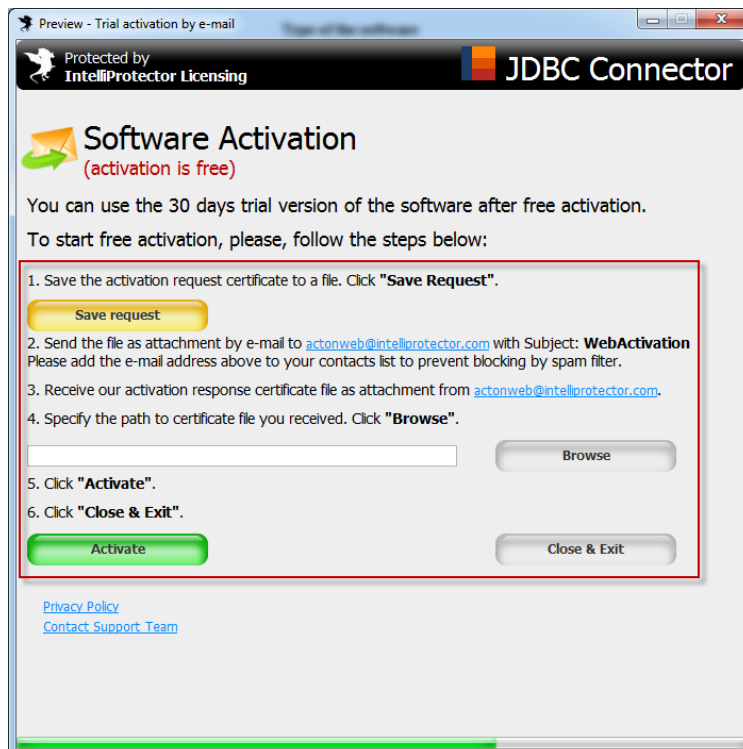 Preview - Trial activation by e-mail
Type of the software
Protected by
IntelliProtector Licensing
JDBC Connector
Software Activation
(activation is free)
You can use the 30 days trial version of the software after free activation.
To start free activation, please, follow the steps below:
1. Save the activation request certificate to a file. Click "Save Request".
Save request
2. Send the file as attachment by e-mail to actonweb@intelliprotector.com with Subject: WebActivation
Please add the e-mail address above to your contacts list to prevent blocking by spam filter.
3. Receive our activation response certificate file as attachment from actonweb@intelliprotector.com.
4. Specify the path to certificate file you received. Click "Browse".
Browse
5. Click "Activate".
6. Click "Close & Exit".
Activate
Close & Exit
Privacy Policy
Contact Support Team